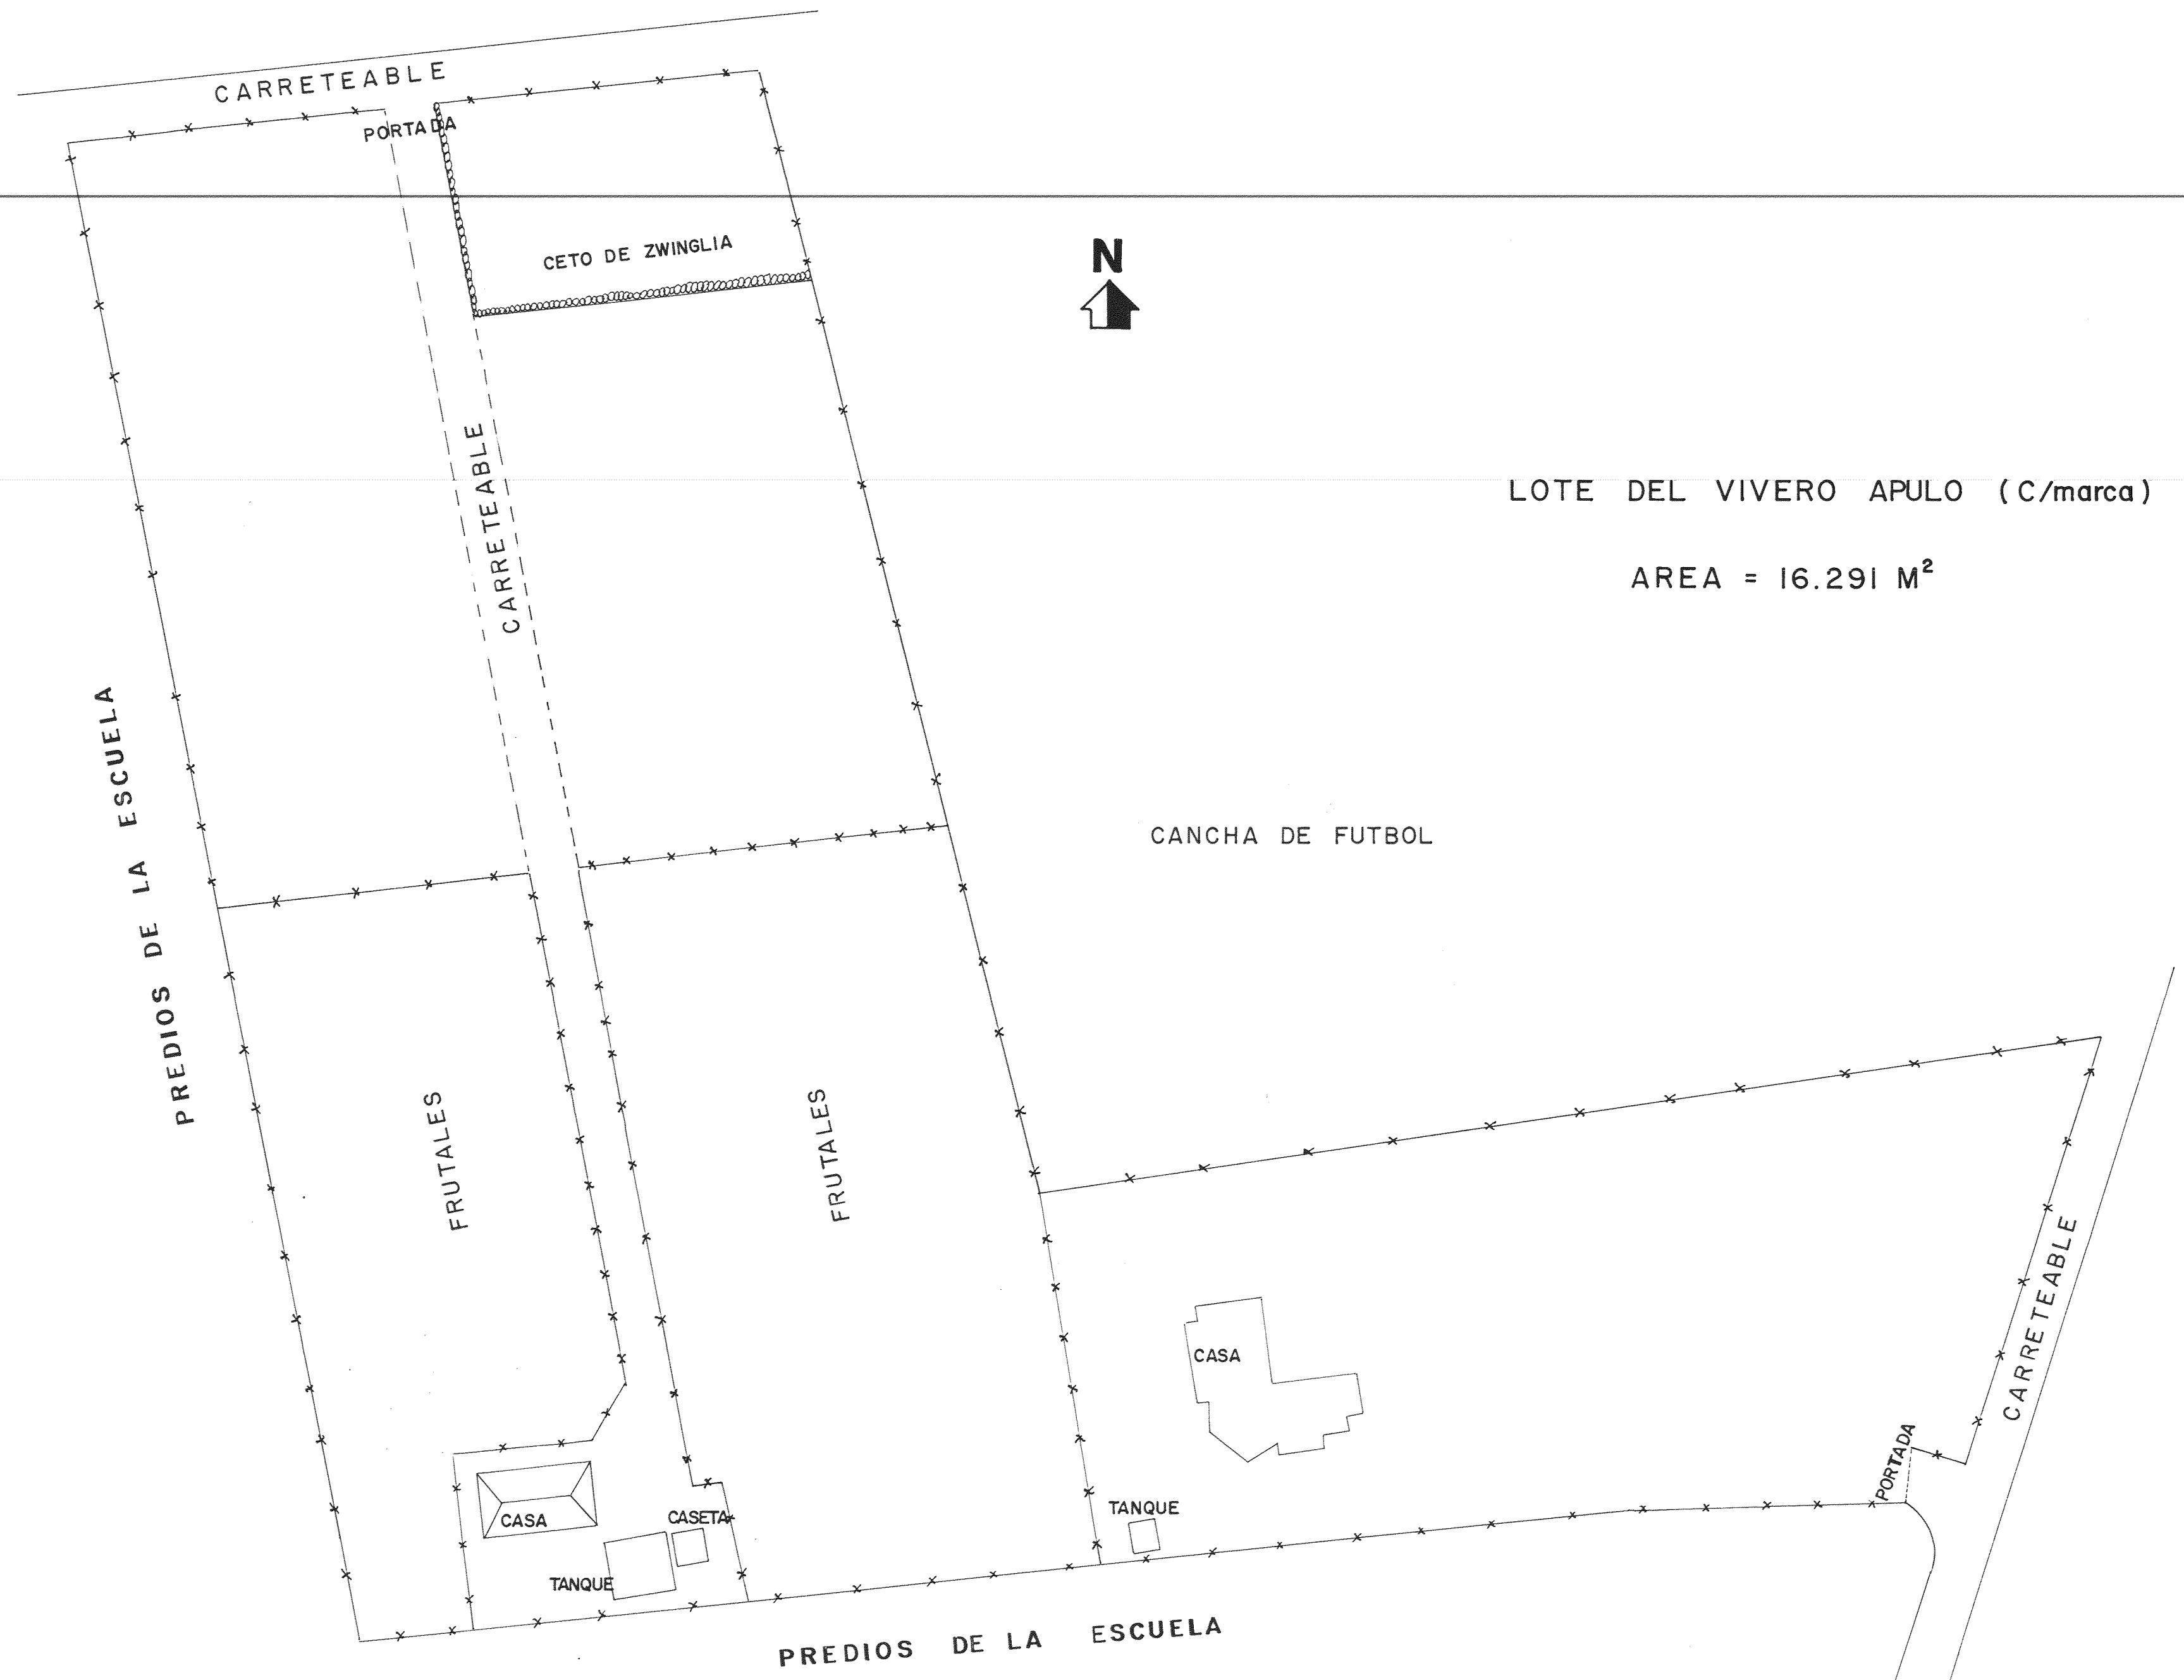 CARRETEABLE
PORTADA
CETO DE ZWINGLIA
N
LOTE DEL VIVERO APULO (C/marca)
AREA = 16.291 M²
CARRETEABLE
PREDIOS DE LA ESCUELA
CANCHA DE FUTBOL
FRUTALES
FRUTALES
CARRETEABLE
CASA
PORTADA
CASA
CASETA
TANQUE
TANQUE
PREDIOS DE LA ESCUELA